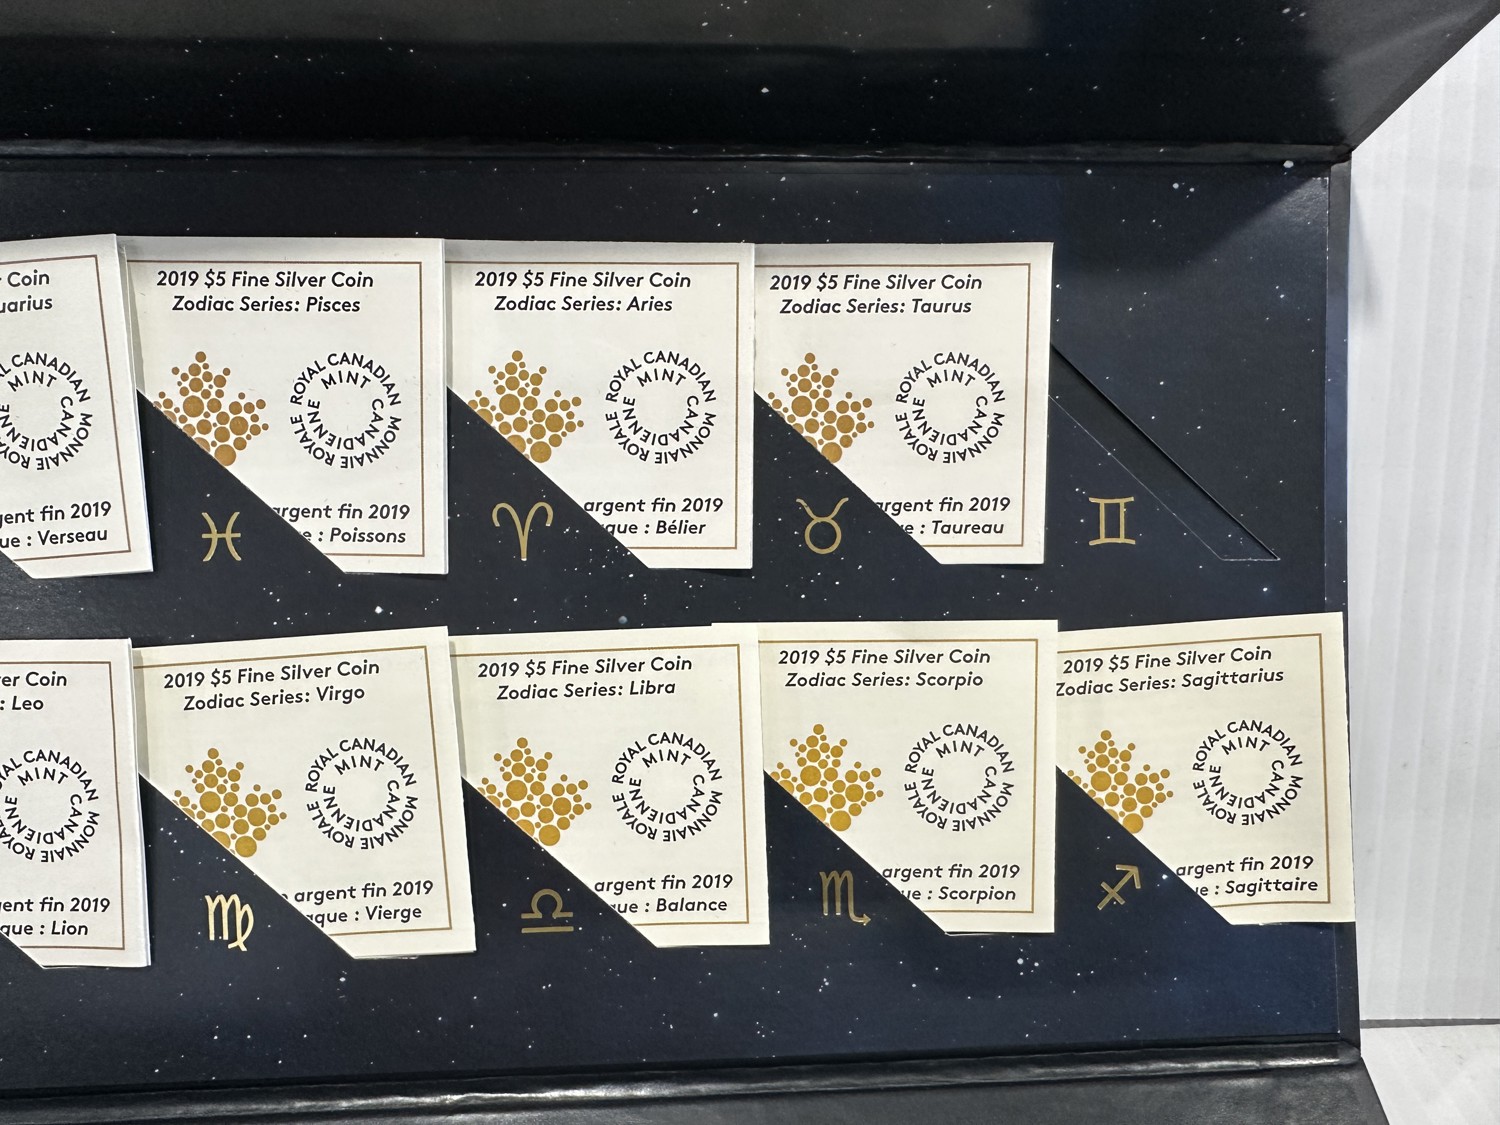 Coin
uarius
ROYAL CANADIAN MINT
MONNAIE ROYALE CANADIENNE
gent fin 2019
ue : Verseau
2019 $5 Fine Silver Coin
Zodiac Series: Pisces
ROYAL CANADIAN MINT
MONNAIE ROYALE CANADIENNE
argent fin 2019
e : Poissons
♓
2019 $5 Fine Silver Coin
Zodiac Series: Aries
ROYAL CANADIAN MINT
MONNAIE ROYALE CANADIENNE
argent fin 2019
que : Bélier
♈
2019 $5 Fine Silver Coin
Zodiac Series: Taurus
ROYAL CANADIAN MINT
MONNAIE ROYALE CANADIENNE
argent fin 2019
e : Taureau
♉
♊
er Coin
: Leo
ROYAL CANADIAN MINT
MONNAIE ROYALE CANADIENNE
ent fin 2019
que : Lion
2019 $5 Fine Silver Coin
Zodiac Series: Virgo
ROYAL CANADIAN MINT
MONNAIE ROYALE CANADIENNE
argent fin 2019
aque : Vierge
♍
2019 $5 Fine Silver Coin
Zodiac Series: Libra
ROYAL CANADIAN MINT
MONNAIE ROYALE CANADIENNE
argent fin 2019
que : Balance
♎
2019 $5 Fine Silver Coin
Zodiac Series: Scorpio
ROYAL CANADIAN MINT
MONNAIE ROYALE CANADIENNE
argent fin 2019
ue : Scorpion
♏
2019 $5 Fine Silver Coin
Zodiac Series: Sagittarius
ROYAL CANADIAN MINT
MONNAIE ROYALE CANADIENNE
argent fin 2019
ue : Sagittaire
♐